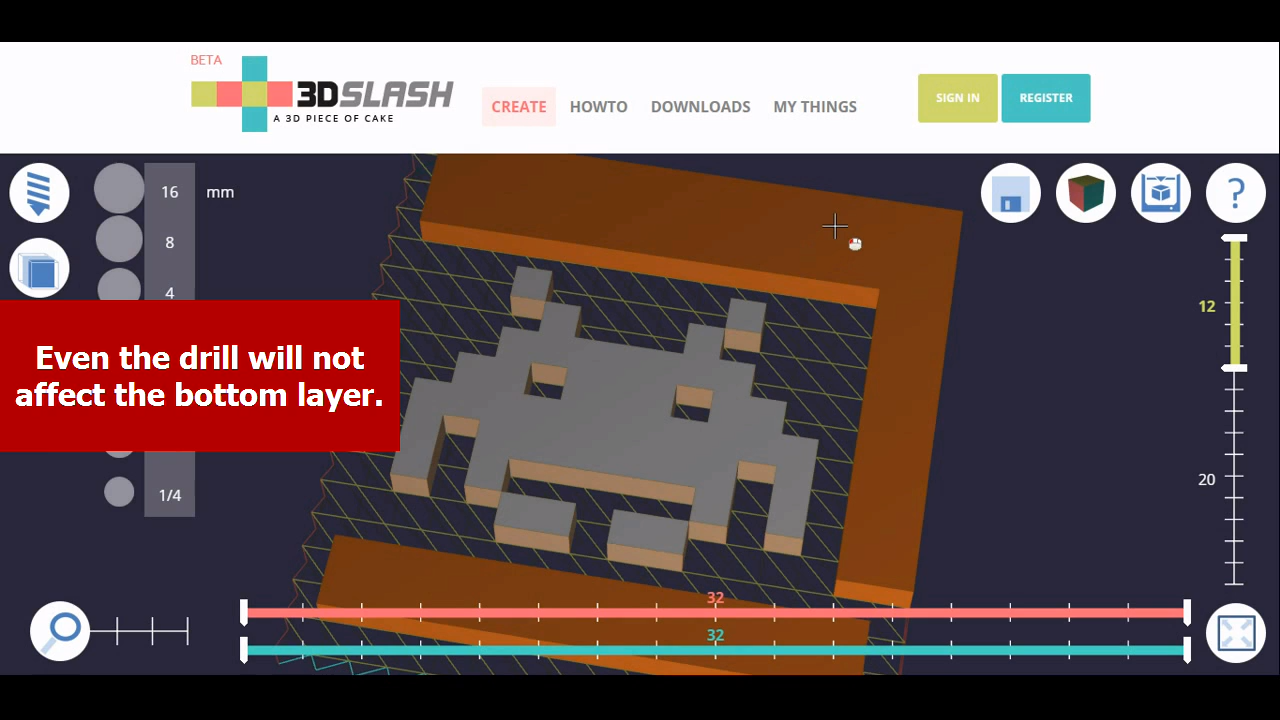 BETA
3DSLASH
A 3D PIECE OF CAKE
CREATE
HOWTO
DOWNLOADS
MY THINGS
SIGN IN
REGISTER
16
mm
8
4
1/4
Even the drill will not
affect the bottom layer.
?
12
20
32
32